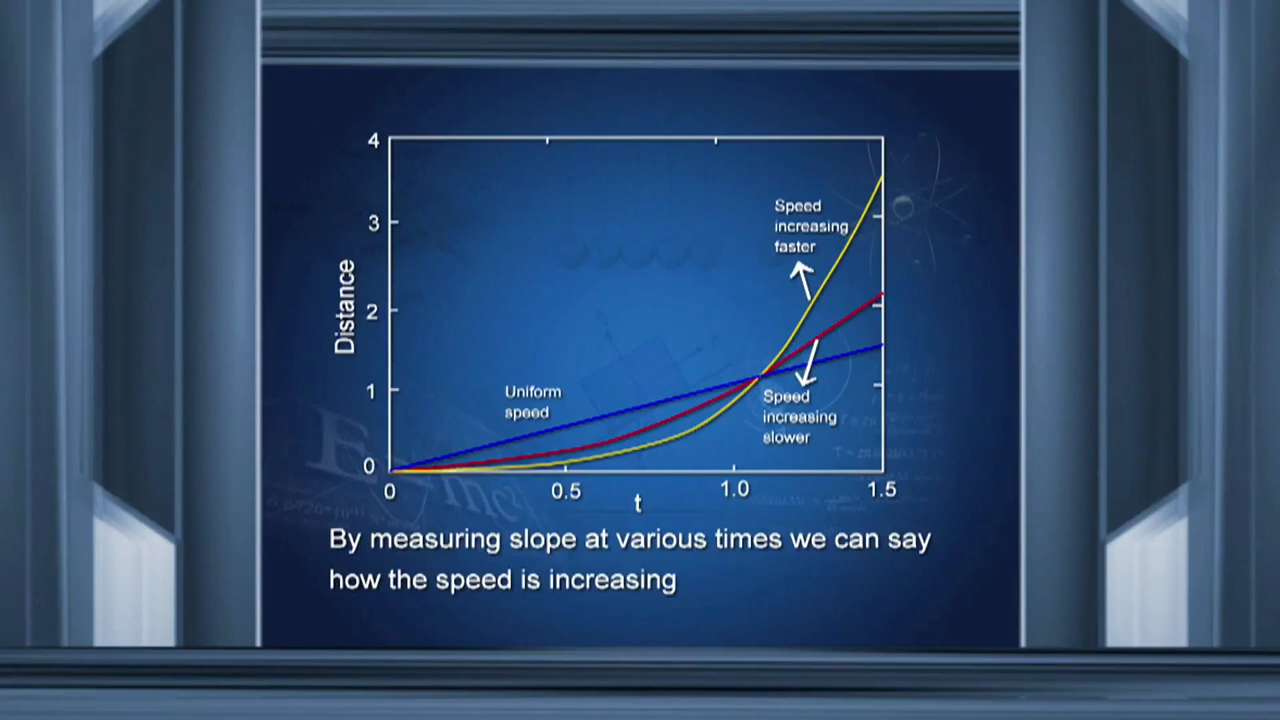 4
3
2
1
0
Distance
Speed
increasing
faster
Uniform
speed
Speed
increasing
slower
0
0.5
1.0
1.5
t
By measuring slope at various times we can say
how the speed is increasing